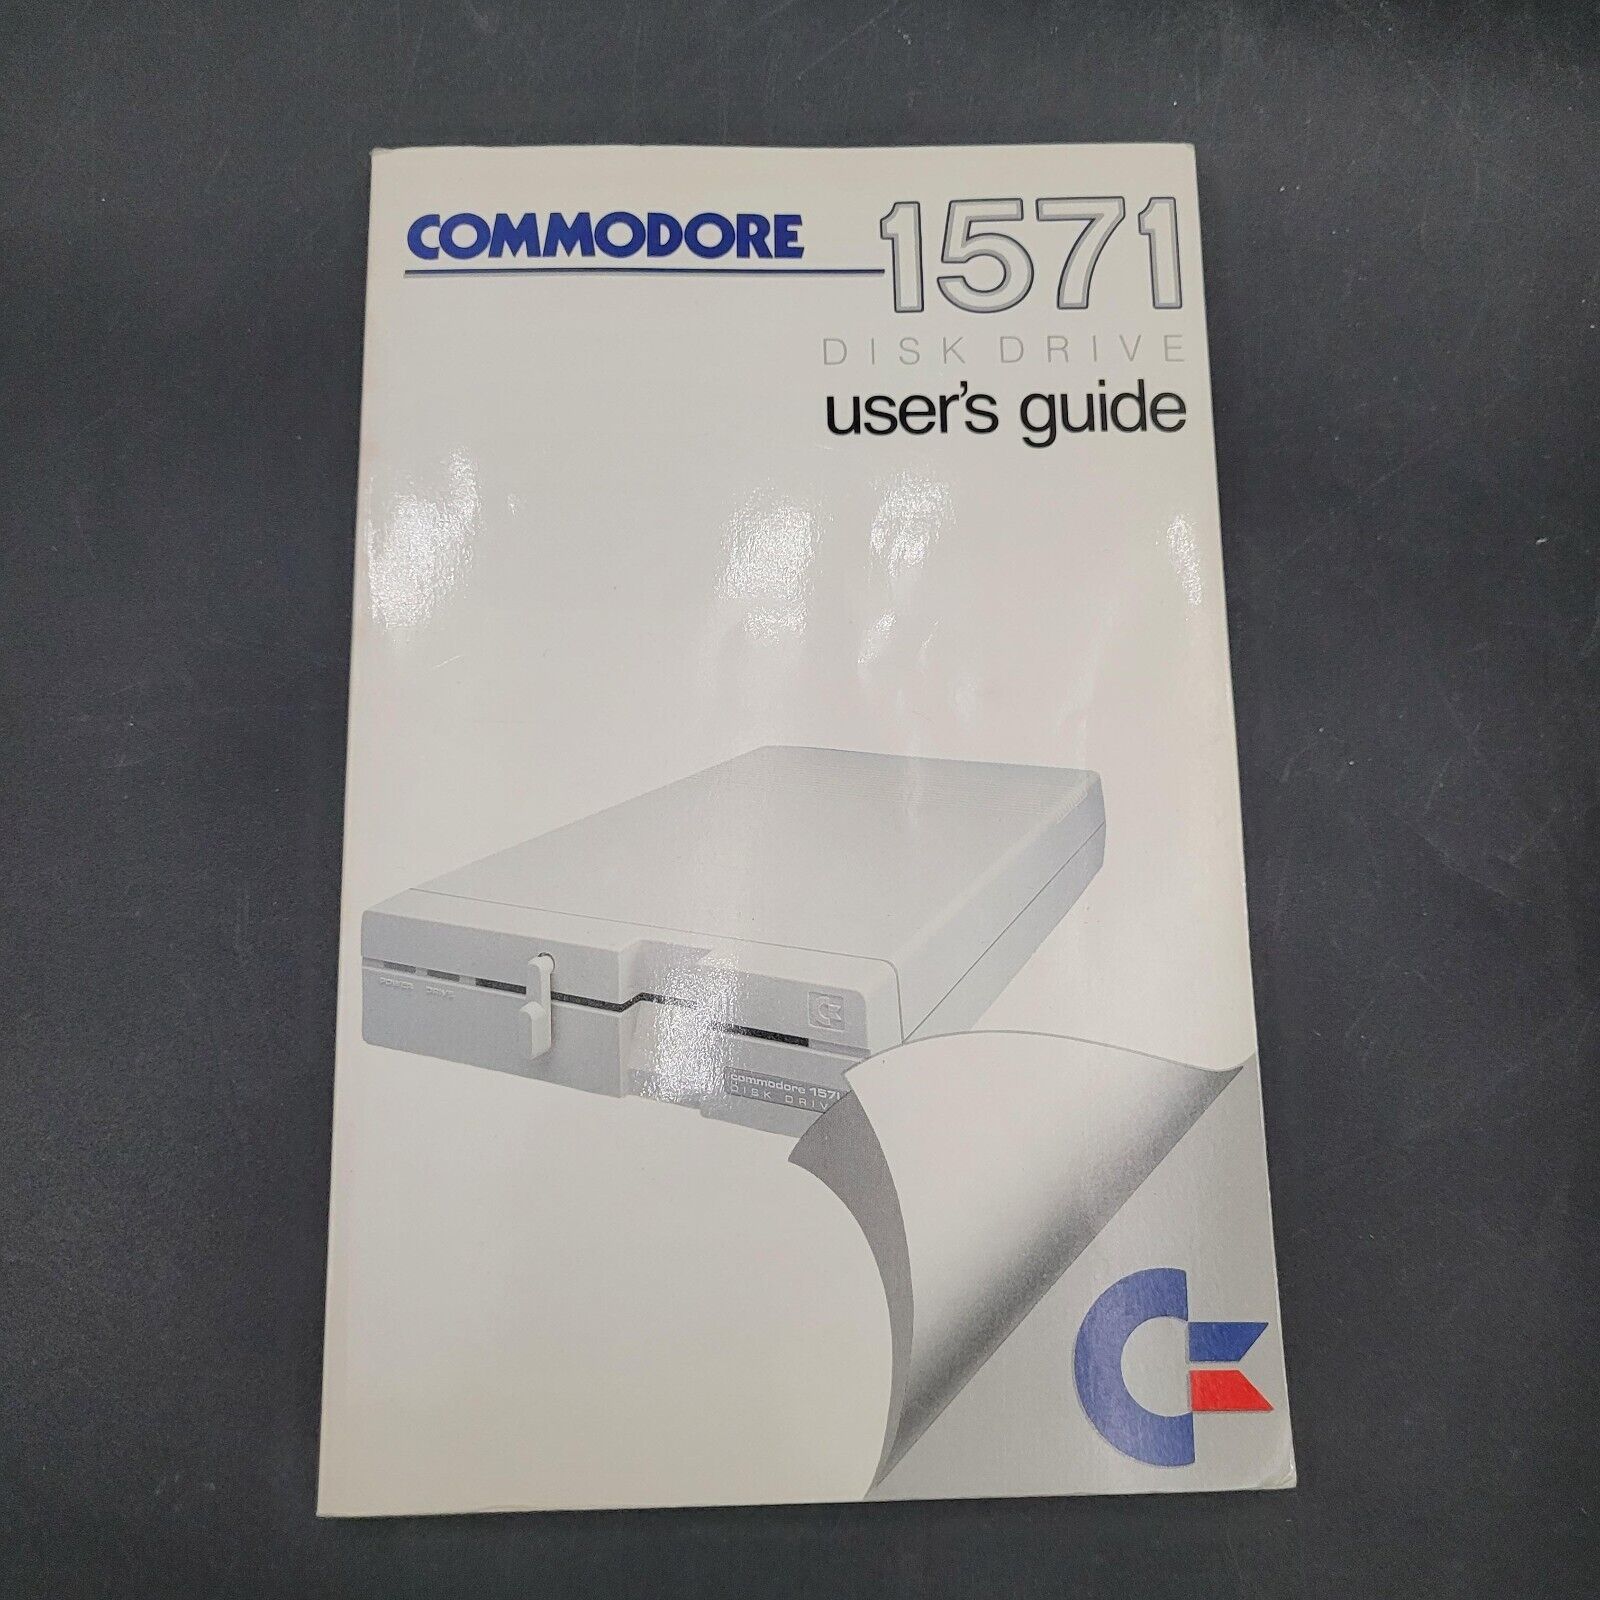 COMMODORE 1571
DISK DRIVE
user's guide
POWER DRIVE
commodore 1571
DISK DRIVE